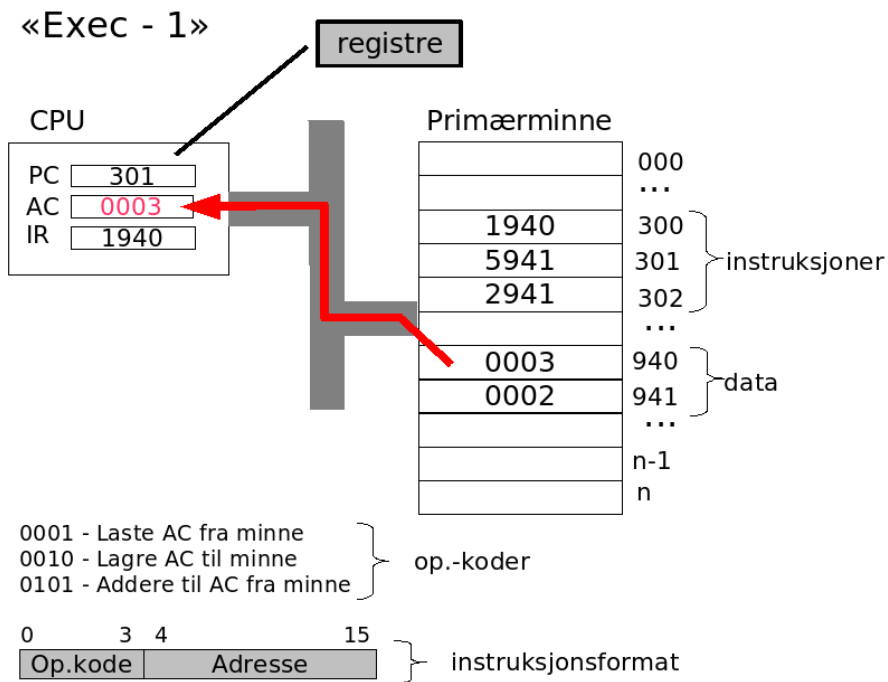 «Exec - 1»
registre
CPU
PC 301
AC 0003
IR 1940
Primærminne
000
...
1940 300
5941 301
2941 302
instruksjoner
...
0003 940
0002 941
data
...
n-1
n
0001 - Laste AC fra minne
0010 - Lagre AC til minne
0101 - Addere til AC fra minne
op.-koder
0 3 4 15
Op.kode Adresse
instruksjonsformat